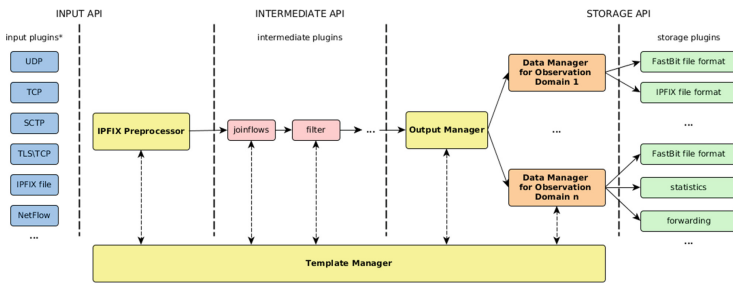 INPUT API
INTERMEDIATE API
STORAGE API
input plugins*
intermediate plugins
storage plugins
UDP
TCP
SCTP
TLS\TCP
IPFIX file
NetFlow
...
IPFIX Preprocessor
joinflows
filter
...
Output Manager
Data Manager
for Observation
Domain 1
...
Data Manager
for Observation
Domain n
FastBit file format
IPFIX file format
...
FastBit file format
statistics
forwarding
...
Template Manager